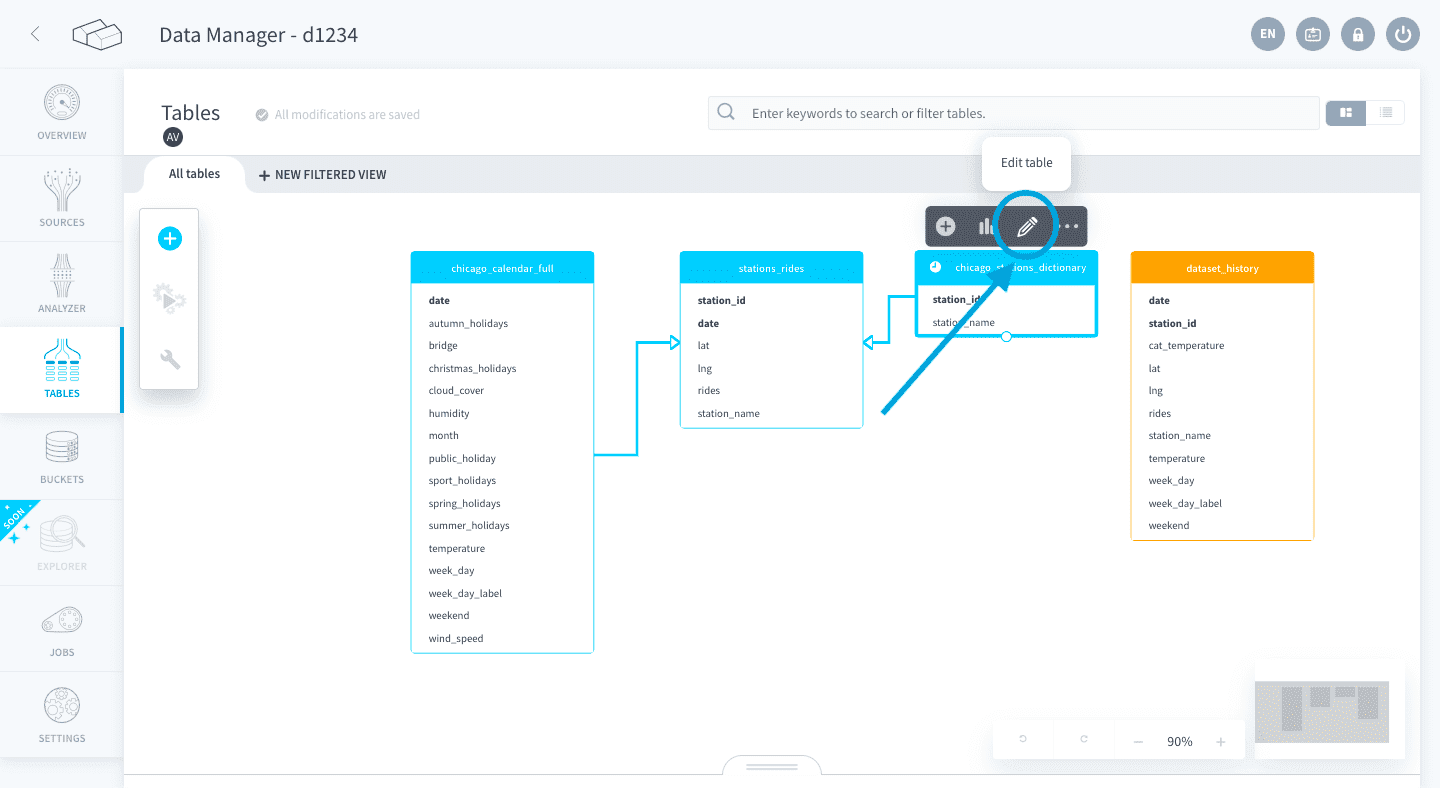 Data Manager - d1234
EN
OVERVIEW
SOURCES
ANALYZER
TABLES
BUCKETS
SOON
EXPLORER
JOBS
SETTINGS
Tables
All modifications are saved
AV
Enter keywords to search or filter tables.
All tables
NEW FILTERED VIEW
Edit table
chicago_calendar_full
date
autumn_holidays
bridge
christmas_holidays
cloud_cover
humidity
month
public_holiday
sport_holidays
spring_holidays
summer_holidays
temperature
week_day
week_day_label
weekend
wind_speed
stations_rides
station_id
date
lat
lng
rides
station_name
chicago_stations_dictionary
station_id
station_name
dataset_history
date
station_id
cat_temperature
lat
lng
rides
station_name
temperature
week_day
week_day_label
weekend
90%